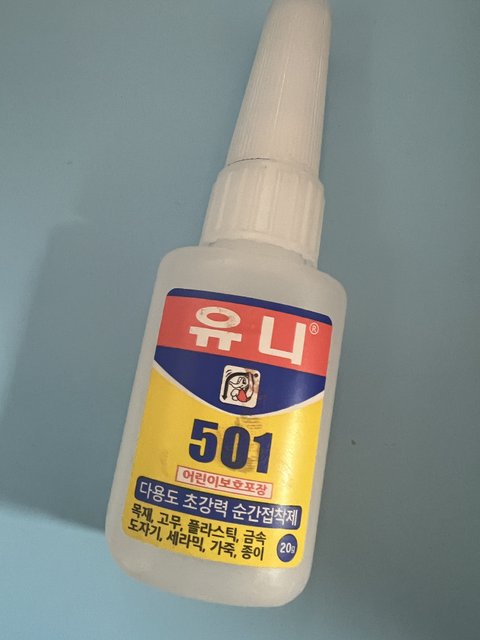 유니®
501
어린이보호포장
다용도 초강력 순간접착제
목재, 고무, 플라스틱, 금속
도자기, 세라믹, 가죽, 종이
20g